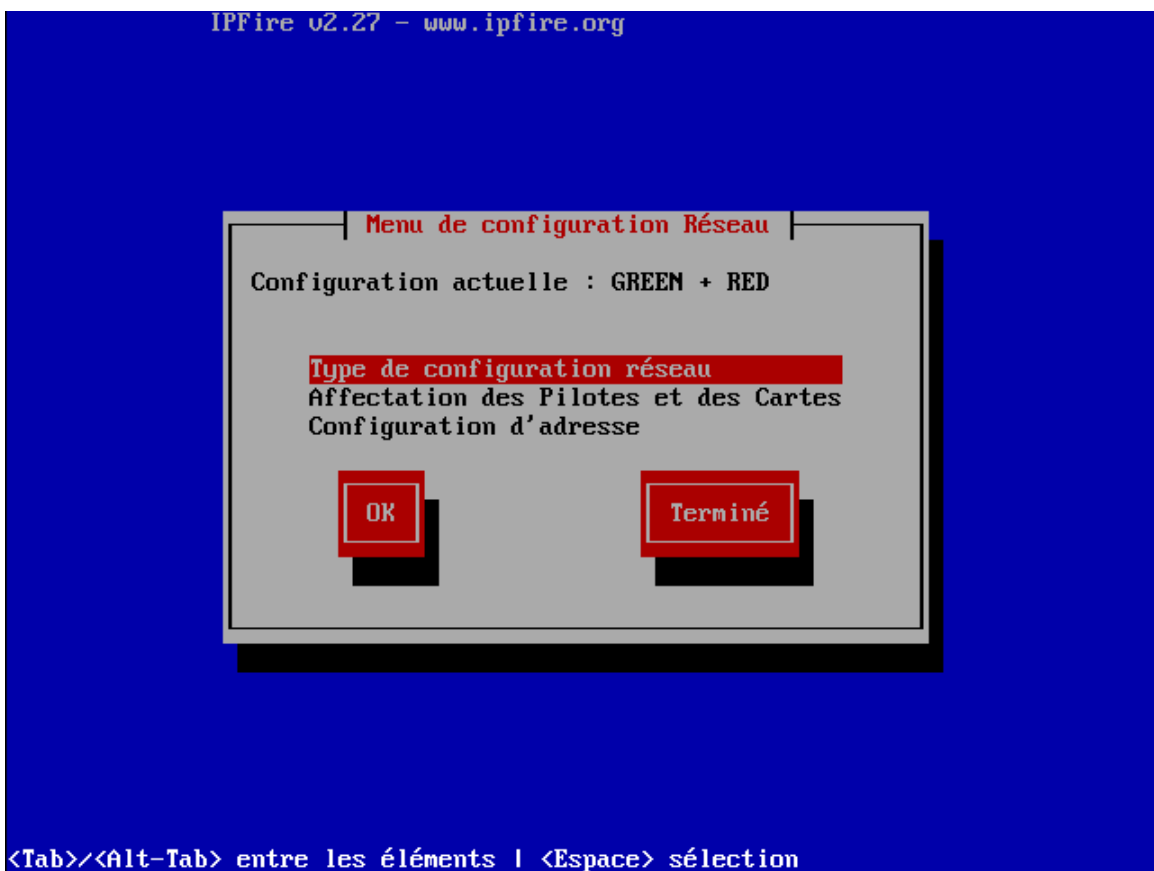 IPFire v2.27 - www.ipfire.org
Menu de configuration Réseau
Configuration actuelle : GREEN + RED
Type de configuration réseau
Affectation des Pilotes et des Cartes
Configuration d'adresse
OK Terminé
<Tab>/<Alt-Tab> entre les éléments | <Espace> sélection